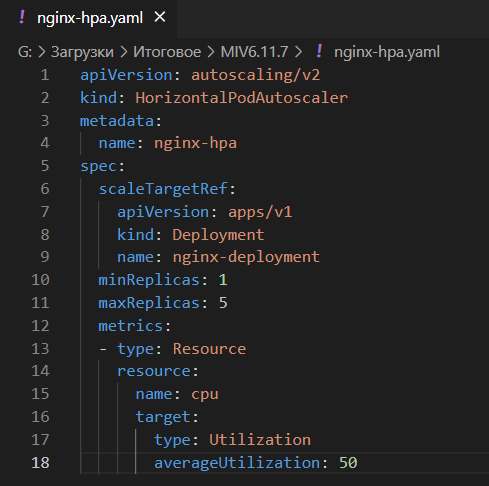 ! nginx-hpa.yaml ×
G: > Загрузки > Итоговое > MIV6.11.7 > ! nginx-hpa.yaml
1 apiVersion: autoscaling/v2
2 kind: HorizontalPodAutoscaler
3 metadata:
4   name: nginx-hpa
5 spec:
6   scaleTargetRef:
7     apiVersion: apps/v1
8     kind: Deployment
9     name: nginx-deployment
10   minReplicas: 1
11   maxReplicas: 5
12   metrics:
13   - type: Resource
14     resource:
15       name: cpu
16       target:
17         type: Utilization
18         averageUtilization: 50